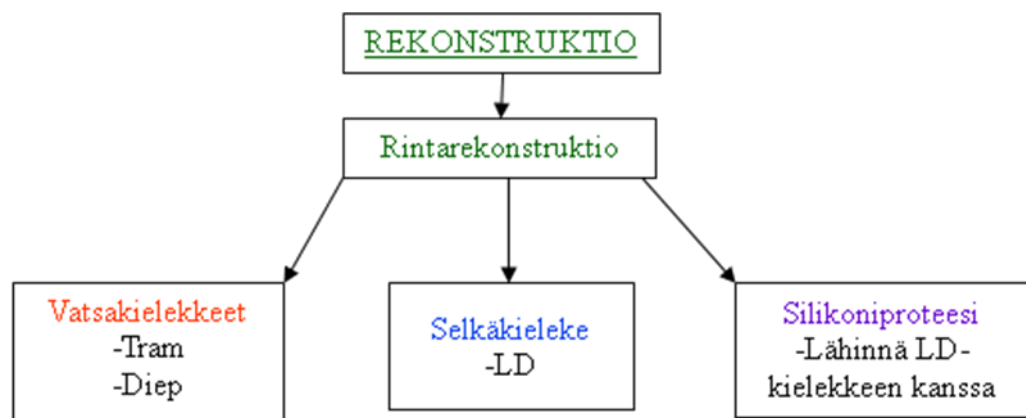 REKONSTRUKTIO
Rintarekonstruktio
Vatsakielekkeet
-Tram
-Diep
Selkäkieleke
-LD
Silikoniproteesi
-Lähinnä LD-
kielekkeen kanssa